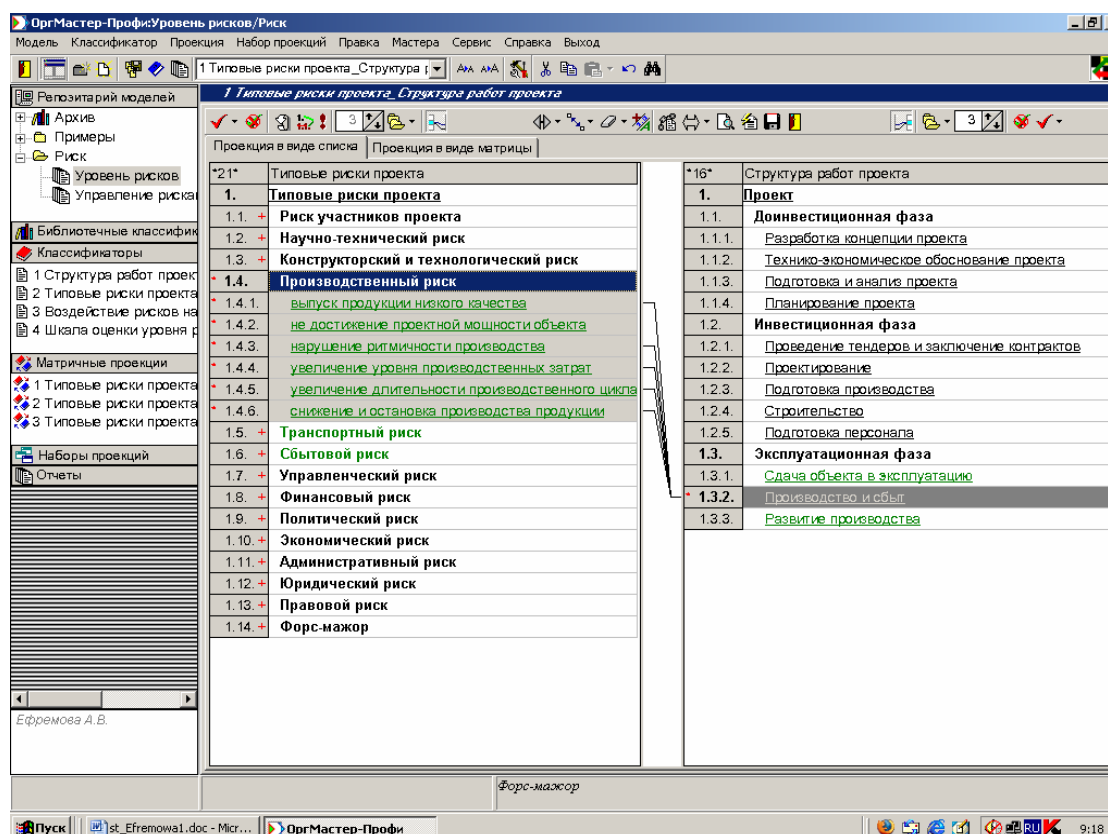 ОргМастер-Профи:Уровень рисков/Риск
Модель Классификатор Проекция Набор проекций Правка Мастера Сервис Справка Выход
1 Типовые риски проекта_Структура
Репозитарий моделей
Архив
Примеры
Риск
Уровень рисков
Управление риска
Библиотечные классифик
Классификаторы
1 Структура работ проек
2 Типовые риски проекта
3 Воздействие рисков на
4 Шкала оценки уровня р
Матричные проекции
1 Типовые риски проекта
2 Типовые риски проекта
3 Типовые риски проекта
Наборы проекций
Отчеты
Ефремова А.В.
1 Типовые риски проекта_Структура работ проекта
3
3
Проекция в виде списка Проекция в виде матрицы
*21* Типовые риски проекта
1. Типовые риски проекта
1.1. + Риск участников проекта
1.2. + Научно-технический риск
1.3. + Конструкторский и технологический риск
* 1.4. Производственный риск
* 1.4.1. выпуск продукции низкого качества
* 1.4.2. не достижение проектной мощности объекта
* 1.4.3. нарушение ритмичности производства
* 1.4.4. увеличение уровня производственных затрат
* 1.4.5. увеличение длительности производственного цикла
* 1.4.6. снижение и остановка производства продукции
1.5. + Транспортный риск
1.6. + Сбытовой риск
1.7. + Управленческий риск
1.8. + Финансовый риск
1.9. + Политический риск
1.10. + Экономический риск
1.11. + Административный риск
1.12. + Юридический риск
1.13. + Правовой риск
1.14. + Форс-мажор
*16* Структура работ проекта
1. Проект
1.1. Доинвестиционная фаза
1.1.1. Разработка концепции проекта
1.1.2. Технико-экономическое обоснование проекта
1.1.3. Подготовка и анализ проекта
1.1.4. Планирование проекта
1.2. Инвестиционная фаза
1.2.1. Проведение тендеров и заключение контрактов
1.2.2. Проектирование
1.2.3. Подготовка производства
1.2.4. Строительство
1.2.5. Подготовка персонала
1.3. Эксплуатационная фаза
1.3.1. Сдача объекта в эксплуатацию
* 1.3.2. Производство и сбыт
1.3.3. Развитие производства
Форс-мажор
Пуск st_Efremowa1.doc - Micr... ОргМастер-Профи RU 9:18